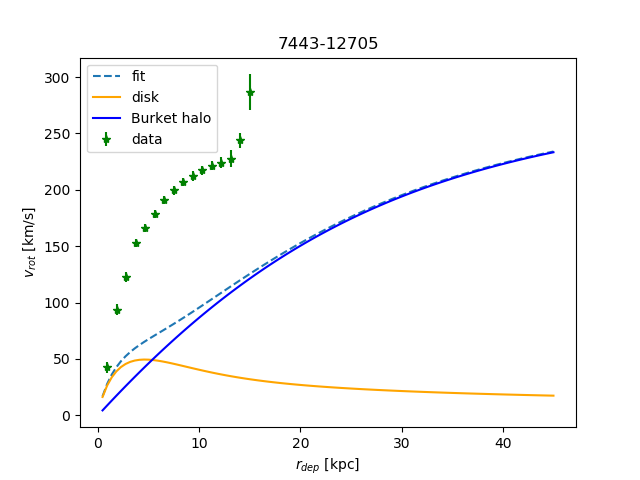 7443-12705
fit
disk
Burket halo
data
300
250
200
150
100
50
0
v_rot [km/s]
0 10 20 30 40
r_dep [kpc]